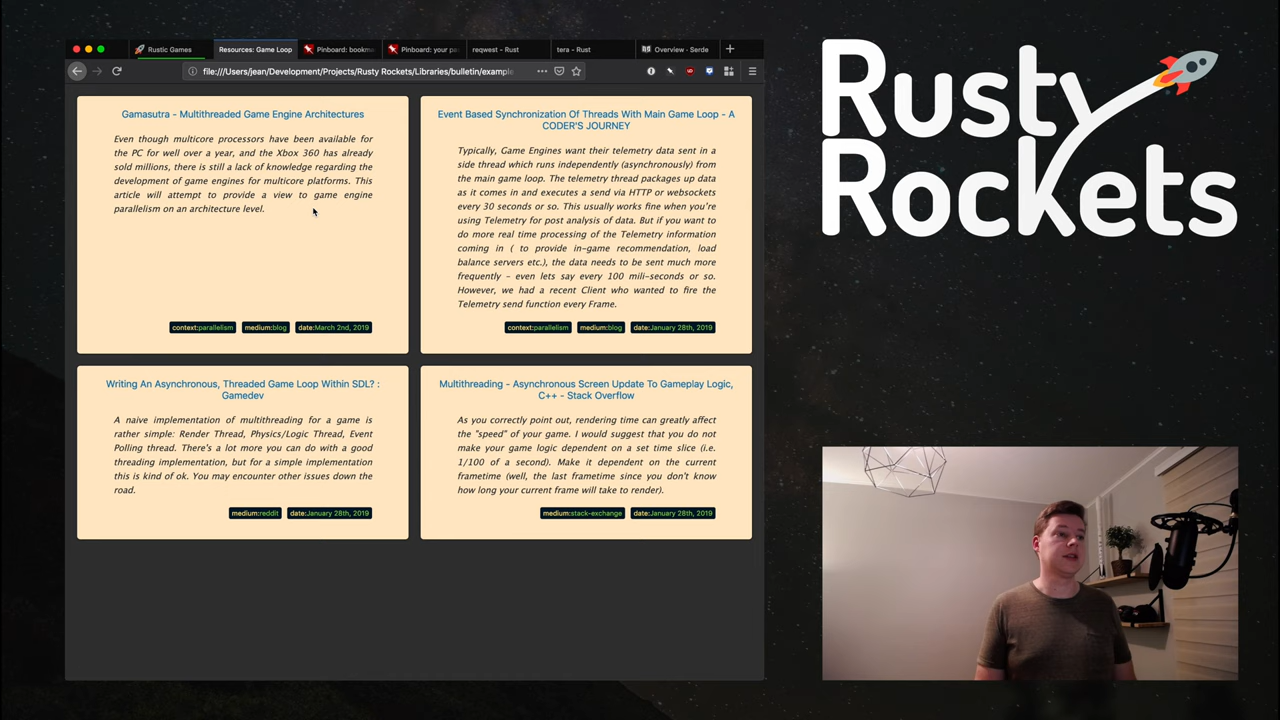 Rustic Games
Resources: Game Loop
Pinboard: bookm
Pinboard: your pa
reqwest - Rust
tera - Rust
Overview · Serde
file:///Users/jean/Development/Projects/Rusty Rockets/Libraries/bulletin/example
Gamasutra - Multithreaded Game Engine Architectures
Even though multicore processors have been available for
the PC for well over a year, and the Xbox 360 has already
sold millions, there is still a lack of knowledge regarding the
development of game engines for multicore platforms. This
article will attempt to provide a view to game engine
parallelism on an architecture level.
context:parallelism medium:blog date:March 2nd, 2019
Event Based Synchronization Of Threads With Main Game Loop - A
CODER'S JOURNEY
Typically, Game Engines want their telemetry data sent in a
side thread which runs independently (asynchronously) from
the main game loop. The telemetry thread packages up data
as it comes in and executes a send via HTTP or websockets
every 30 seconds or so. This usually works fine when you're
using Telemetry for post analysis of data. But if you want to
do more real time processing of the Telemetry information
coming in ( to provide in-game recommendation, load
balance servers etc.), the data needs to be sent much more
frequently – even lets say every 100 mili-seconds or so.
However, we had a recent Client who wanted to fire the
Telemetry send function every Frame.
context:parallelism medium:blog date:January 28th, 2019
Writing An Asynchronous, Threaded Game Loop Within SDL? :
Gamedev
A naive implementation of multithreading for a game is
rather simple: Render Thread, Physics/Logic Thread, Event
Polling thread. There's a lot more you can do with a good
threading implementation, but for a simple implementation
this is kind of ok. You may encounter other issues down the
road.
medium:reddit date:January 28th, 2019
Multithreading - Asynchronous Screen Update To Gameplay Logic,
C++ - Stack Overflow
As you correctly point out, rendering time can greatly affect
the "speed" of your game. I would suggest that you do not
make your game logic dependent on a set time slice (i.e.
1/100 of a second). Make it dependent on the current
frametime (well, the last frametime since you don't know
how long your current frame will take to render).
medium:stack-exchange date:January 28th, 2019
Rusty
Rockets